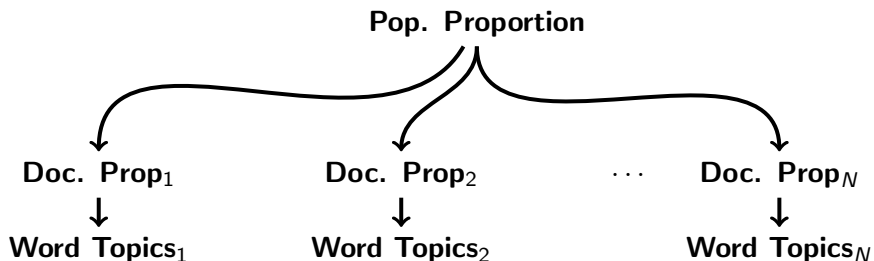 Pop. Proportion
Doc. Prop₁ Doc. Prop₂ ··· Doc. Prop_N
Word Topics₁ Word Topics₂ Word Topics_N